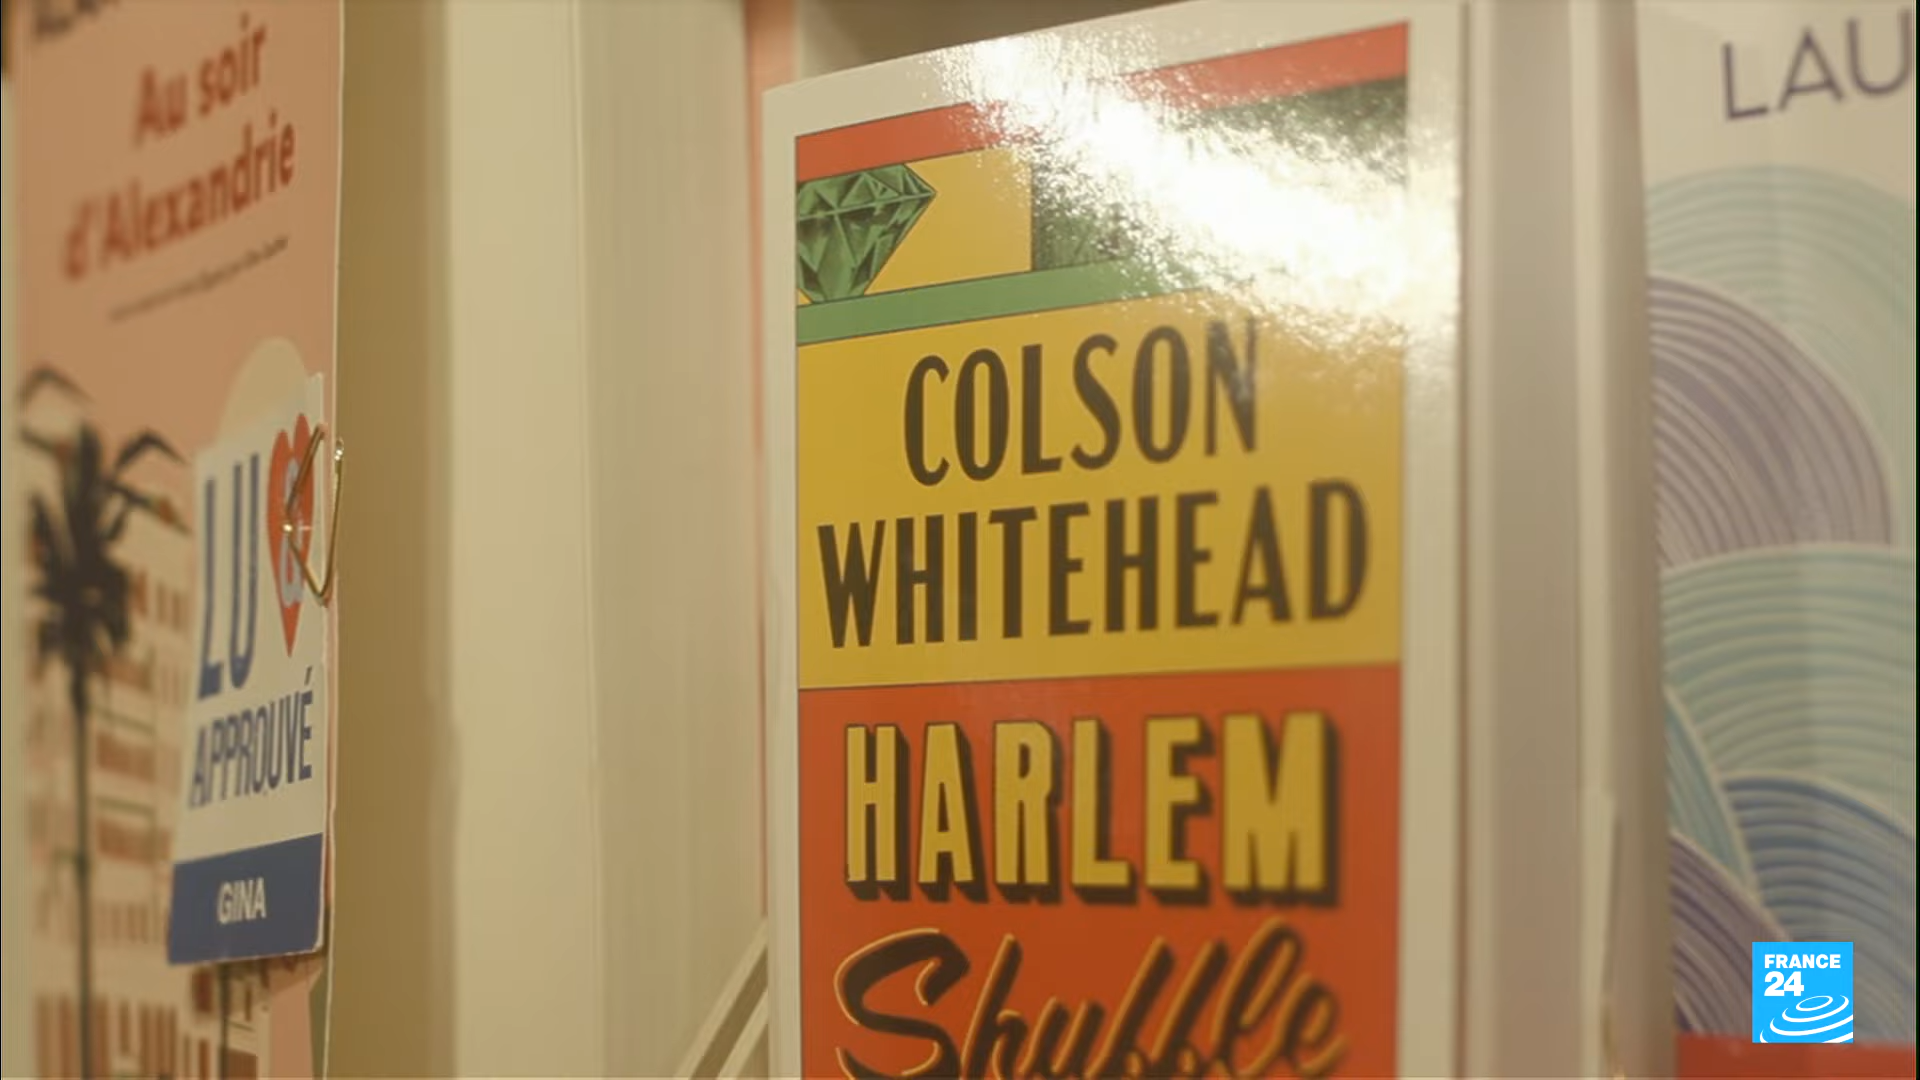 Au soir
d'Alexandrie
LU
&
APPROUVÉ
GINA
COLSON
WHITEHEAD
HARLEM
Shuffle
LAU
FRANCE
24